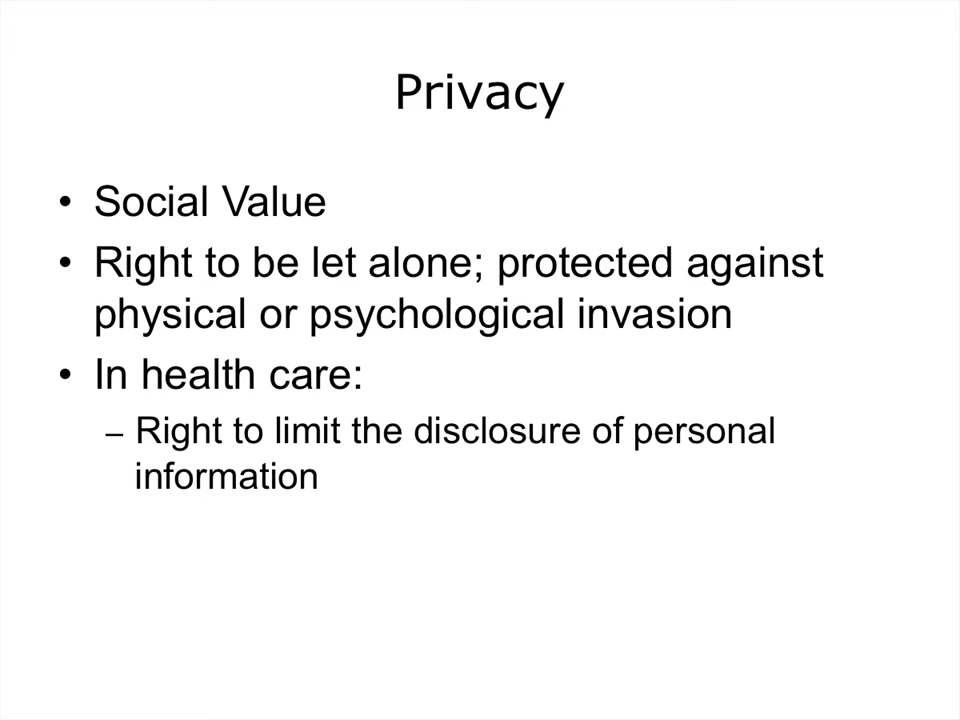 Privacy
• Social Value
• Right to be let alone; protected against
physical or psychological invasion
• In health care:
– Right to limit the disclosure of personal
information